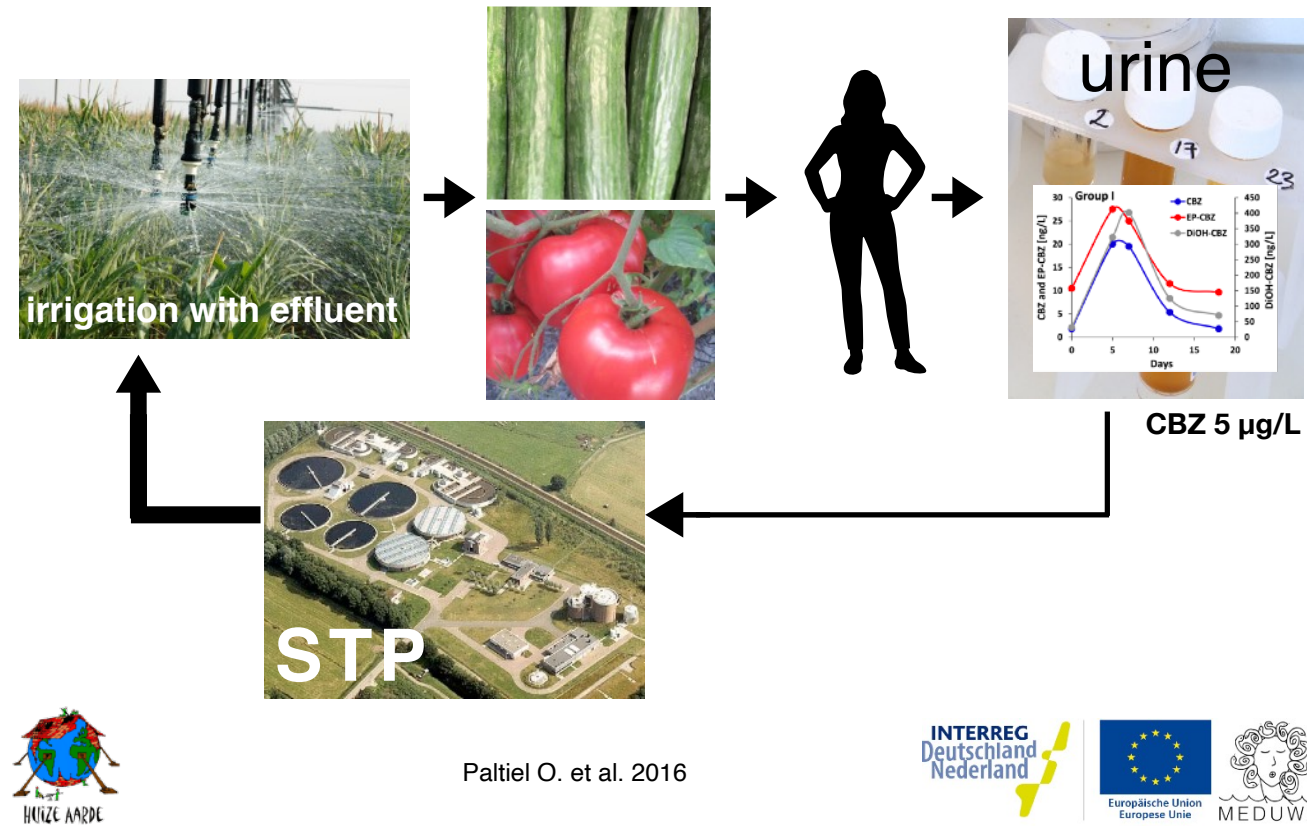 irrigation with effluent
urine
2
17
23
Group I
CBZ
EP-CBZ
DiOH-CBZ
CBZ and EP-CBZ [ng/L]
30
25
20
15
10
5
0
450
400
350
300
250
200
150
100
50
0
DiOH-CBZ [ng/L]
0 5 10 15 20
Days
CBZ 5 µg/L
STP
HUiZE AARDE
Paltiel O. et al. 2016
INTERREG
Deutschland
Nederland
Europäische Union
Europese Unie
MEDUW